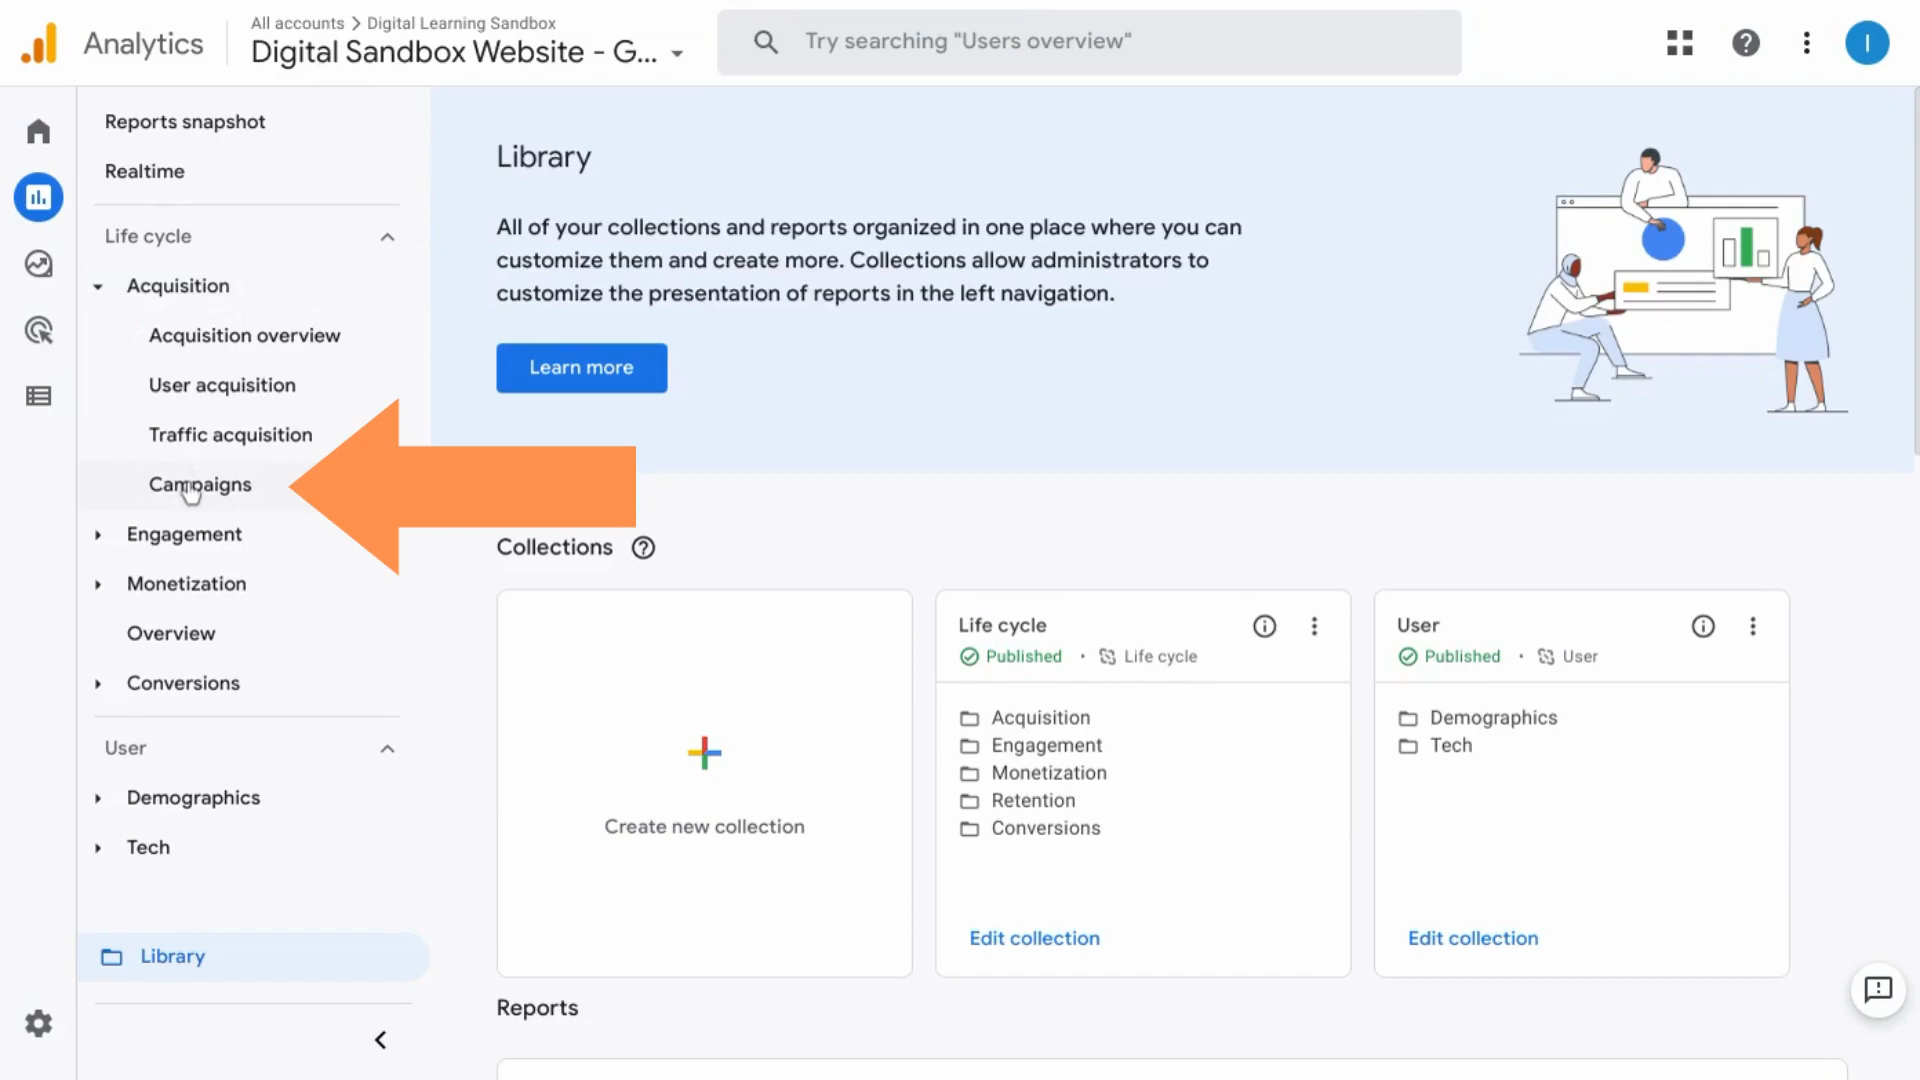 Analytics
All accounts > Digital Learning Sandbox
Digital Sandbox Website - G...
Try searching "Users overview"
I
Reports snapshot
Realtime
Life cycle
Acquisition
Acquisition overview
User acquisition
Traffic acquisition
Campaigns
Engagement
Monetization
Overview
Conversions
User
Demographics
Tech
Library
Library
All of your collections and reports organized in one place where you can
customize them and create more. Collections allow administrators to
customize the presentation of reports in the left navigation.
Learn more
Collections
Create new collection
Life cycle
Published • Life cycle
Acquisition
Engagement
Monetization
Retention
Conversions
Edit collection
User
Published • User
Demographics
Tech
Edit collection
Reports